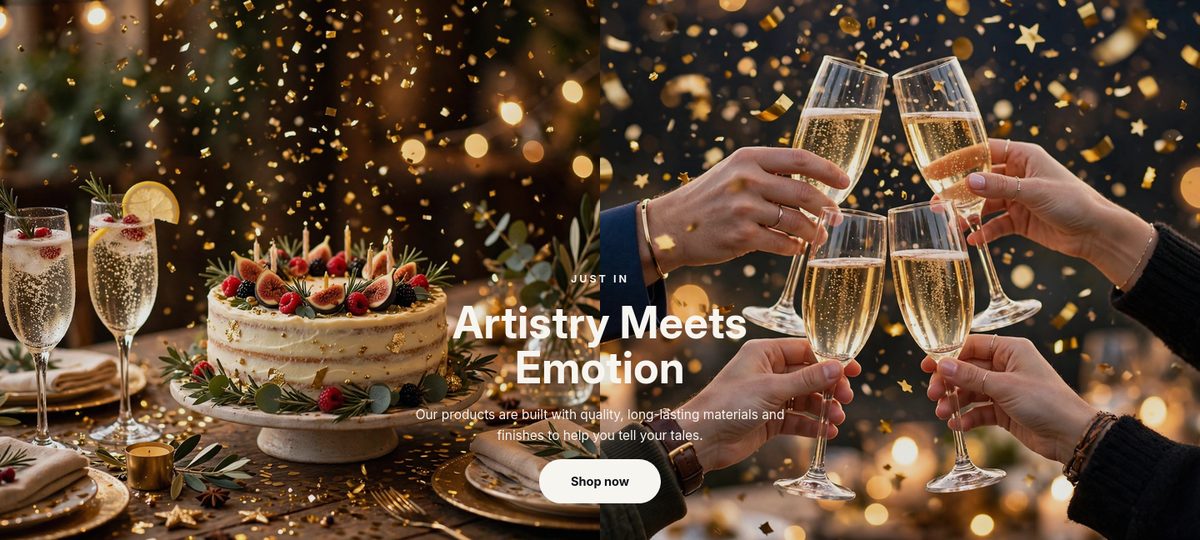 JUST IN
Artistry Meets
Emotion
Our products are built with quality, long-lasting materials and
finishes to help you tell your tales.
Shop now